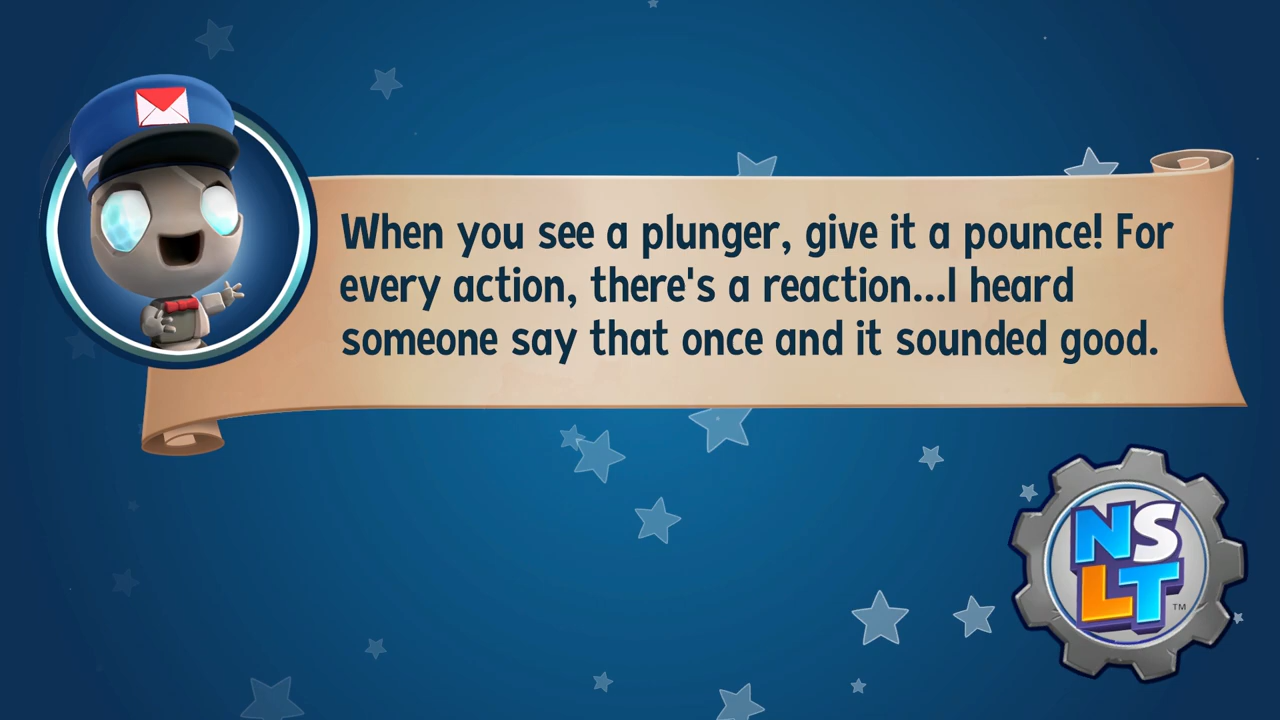 When you see a plunger, give it a pounce! For
every action, there's a reaction...I heard
someone say that once and it sounded good.
NS
LT
TM